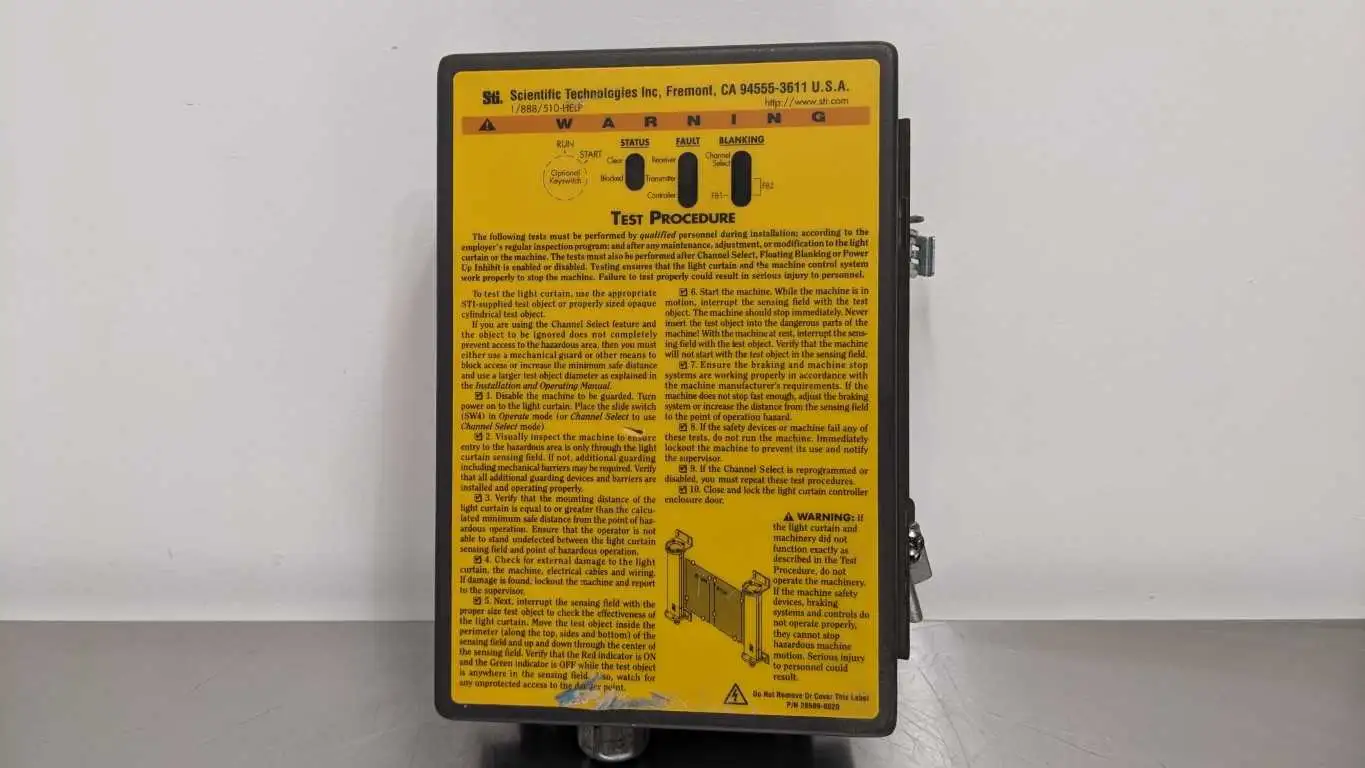 Sti. Scientific Technologies Inc, Fremont, CA 94555-3611 U.S.A.
1/888/510-HELP http://www.sti.com
WARNING
RUN
START
Optional
Keyswitch
STATUS
Clear
Blocked
FAULT
Receiver
Transmitter
Controller
BLANKING
Channel
Select
FB1
FB2
TEST PROCEDURE
The following tests must be performed by qualified personnel during installation; according to the
employer's regular inspection program; and after any maintenance, adjustment, or modification to the light
curtain or the machine. The tests must also be performed after Channel Select, Floating Blanking or Power
Up Inhibit is enabled or disabled. Testing ensures that the light curtain and the machine control system
work properly to stop the machine. Failure to test properly could result in serious injury to personnel.
To test the light curtain, use the appropriate
STI-supplied test object or properly sized opaque
cylindrical test object.
If you are using the Channel Select feature and
the object to be ignored does not completely
prevent access to the hazardous area, then you must
either use a mechanical guard or other means to
block access or increase the minimum safe distance
and use a larger test object diameter as explained in
the Installation and Operating Manual.
1. Disable the machine to be guarded. Turn
power on to the light curtain. Place the slide switch
(SW4) in Operate mode (or Channel Select to use
Channel Select mode).
2. Visually inspect the machine to ensure
entry to the hazardous area is only through the light
curtain sensing field. If not, additional guarding
including mechanical barriers may be required. Verify
that all additional guarding devices and barriers are
installed and operating properly.
3. Verify that the mounting distance of the
light curtain is equal to or greater than the calcu-
lated minimum safe distance from the point of haz-
ardous operation. Ensure that the operator is not
able to stand undetected between the light curtain
sensing field and point of hazardous operation.
4. Check for external damage to the light
curtain, the machine, electrical cables and wiring.
If damage is found, lockout the machine and report
to the supervisor.
5. Next, interrupt the sensing field with the
proper size test object to check the effectiveness of
the light curtain. Move the test object inside the
perimeter (along the top, sides and bottom) of the
sensing field and up and down through the center of
the sensing field. Verify that the Red indicator is ON
and the Green indicator is OFF while the test object
is anywhere in the sensing field. so, watch for
any unprotected access to the point.
6. Start the machine. While the machine is in
motion, interrupt the sensing field with the test
object. The machine should stop immediately. Never
insert the test object into the dangerous parts of the
machine! With the machine at rest, interrupt the sens-
ing field with the test object. Verify that the machine
will not start with the test object in the sensing field.
7. Ensure the braking and machine stop
systems are working properly in accordance with
the machine manufacturer's requirements. If the
machine does not stop fast enough, adjust the braking
system or increase the distance from the sensing field
to the point of operation hazard.
8. If the safety devices or machine fail any of
these tests, do not run the machine. Immediately
lockout the machine to prevent its use and notify
the supervisor.
9. If the Channel Select is reprogrammed or
disabled, you must repeat these test procedures.
10. Close and lock the light curtain controller
enclosure door.
WARNING: If
the light curtain and
machinery did not
function exactly as
described in the Test
Procedure, do not
operate the machinery.
If the machine safety
devices, braking
systems and controls do
not operate properly,
they cannot stop
hazardous machine
motion. Serious injury
to personnel could
result.
Do Not Remove Or Cover This Label
P/N 28589-0020